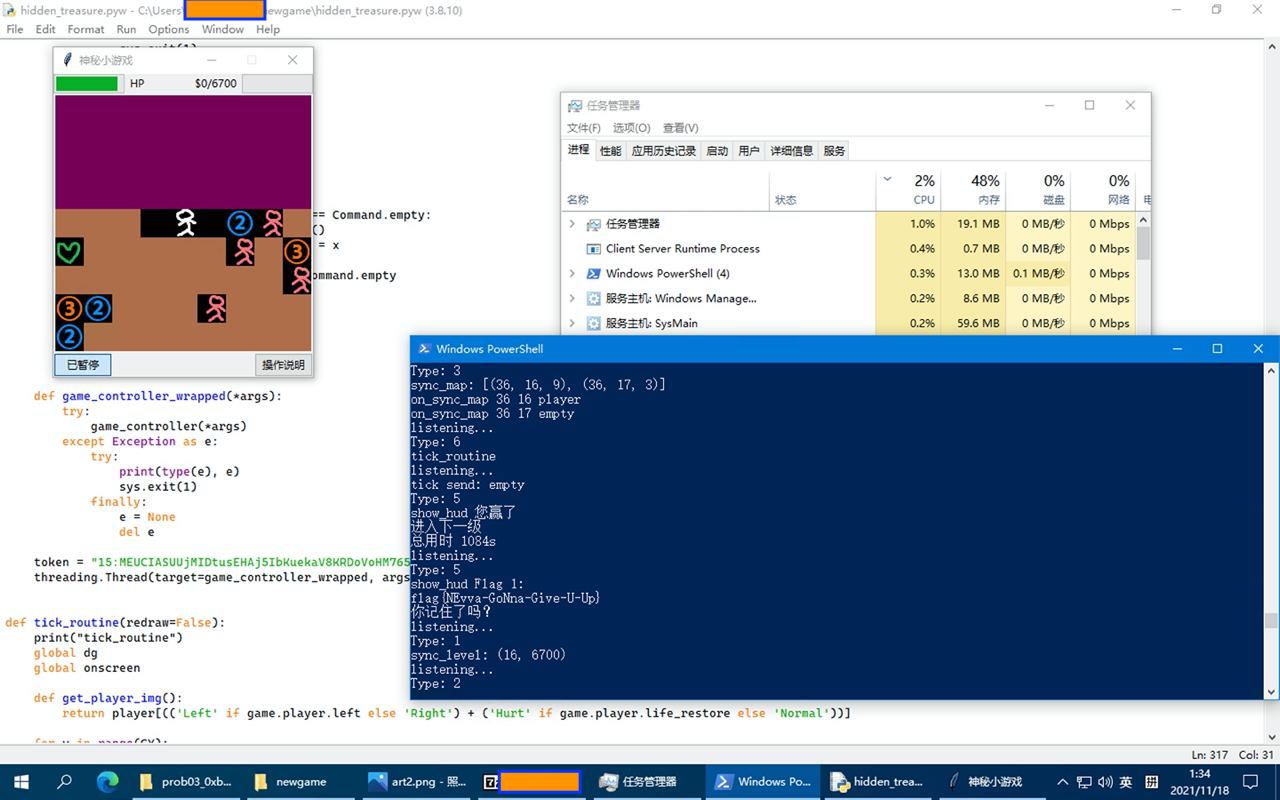 hidden_treasure.pyw - C:\Users\
ewgame\hidden_treasure.pyw (3.8.10)
File Edit Format Run Options Window Help
神秘小游戏
HP $0/6700
② 
③
③ ②
②
已暂停 操作说明
== Command.empty:
()
= x
ommand.empty
def game_controller_wrapped(*args):
try:
game_controller(*args)
except Exception as e:
try:
print(type(e), e)
sys.exit(1)
finally:
e = None
del e
token = "15:MEUCIASUUjMIDtusEHAj5IbKuekaV8KRDoVoHM765
threading.Thread(target=game_controller_wrapped, args
def tick_routine(redraw=False):
print("tick_routine")
global dg
global onscreen
def get_player_img():
return player[(('Left' if game.player.left else 'Right') + ('Hurt' if game.player.life_restore else 'Normal'))]
任务管理器
文件(F) 选项(O) 查看(V)
进程 性能 应用历史记录 启动 用户 详细信息 服务
2% 48% 0% 0%
名称 状态 CPU 内存 磁盘 网络
任务管理器 1.0% 19.1 MB 0 MB/秒 0 Mbps
Client Server Runtime Process 0.4% 0.7 MB 0 MB/秒 0 Mbps
Windows PowerShell (4) 0.3% 13.0 MB 0.1 MB/秒 0 Mbps
服务主机: Windows Manage... 0.2% 8.6 MB 0 MB/秒 0 Mbps
服务主机: SysMain 0.2% 59.6 MB 0 MB/秒 0 Mbps
Windows PowerShell
Type: 3
sync_map: [(36, 16, 9), (36, 17, 3)]
on_sync_map 36 16 player
on_sync_map 36 17 empty
listening...
Type: 6
tick_routine
listening...
tick send: empty
Type: 5
show_hud 您赢了
进入下一级
总用时 1084s
listening...
Type: 5
show_hud Flag 1:
flag{NEvva-GoNna-Give-U-Up}
你记住了吗?
listening...
Type: 1
sync_level: (16, 6700)
listening...
Type: 2
Ln: 317 Col: 31
prob03_0xb... newgame art2.png - 照... 任务管理器 Windows Po... hidden_trea... 神秘小游戏 英 拼 1:34
2021/11/18